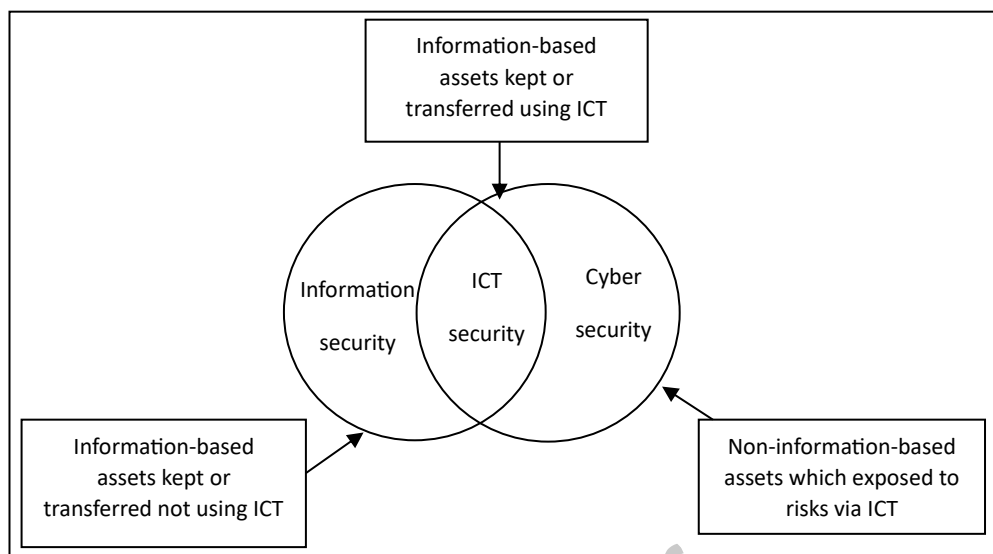 Information-based
assets kept or
transferred using ICT
Information
security
ICT
security
Cyber
security
Information-based
assets kept or
transferred not using ICT
Non-information-based
assets which exposed to
risks via ICT